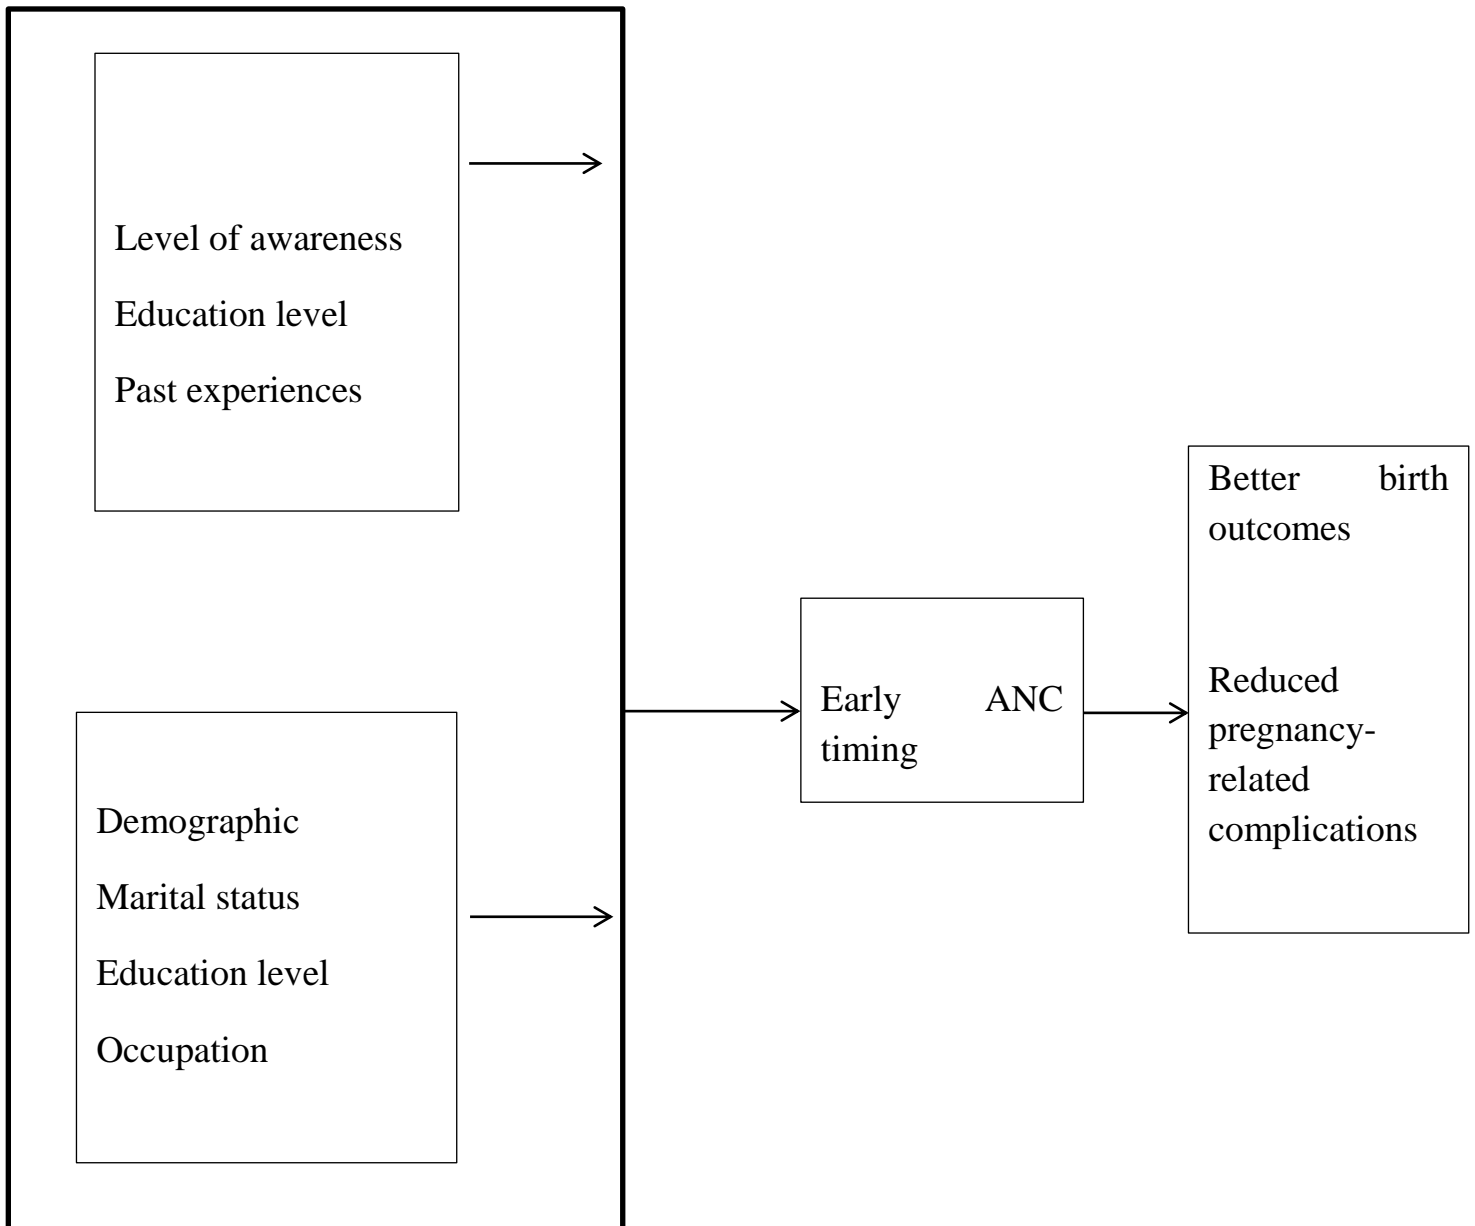 Level of awareness
Education level
Past experiences
Demographic
Marital status
Education level
Occupation
Early ANC
timing
Better birth
outcomes
Reduced
pregnancy-
related
complications